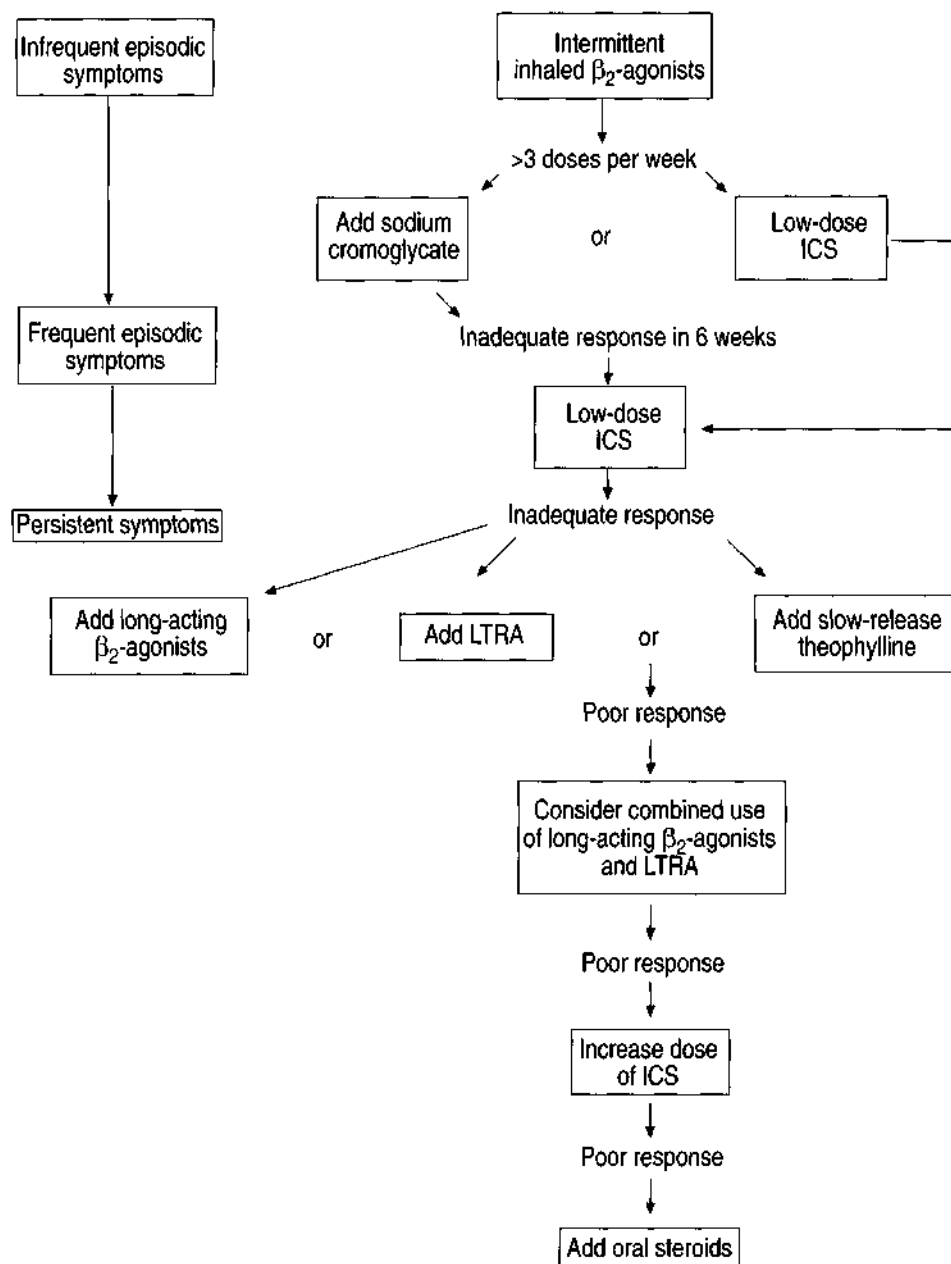 Infrequent episodic
symptoms
Frequent episodic
symptoms
Persistent symptoms
Intermittent
inhaled β₂-agonists
>3 doses per week
Add sodium
cromoglycate
or
Low-dose
ICS
Inadequate response in 6 weeks
Low-dose
ICS
Inadequate response
Add long-acting
β₂-agonists
or
Add LTRA
or
Add slow-release
theophylline
Poor response
Consider combined use
of long-acting β₂-agonists
and LTRA
Poor response
Increase dose
of ICS
Poor response
Add oral steroids